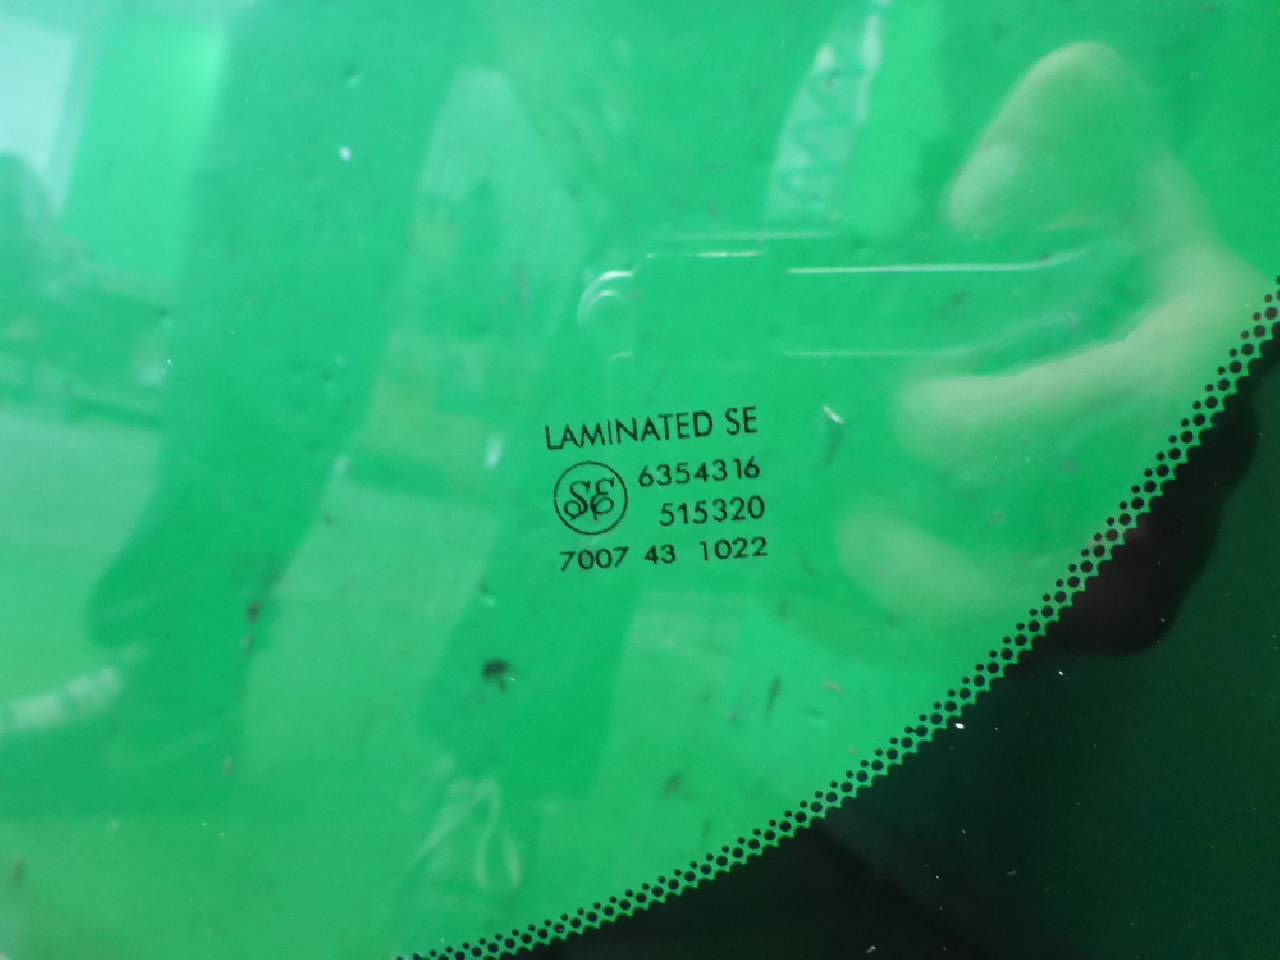 LAMINATED SE
SE 6354316
515320
7007 43 1022